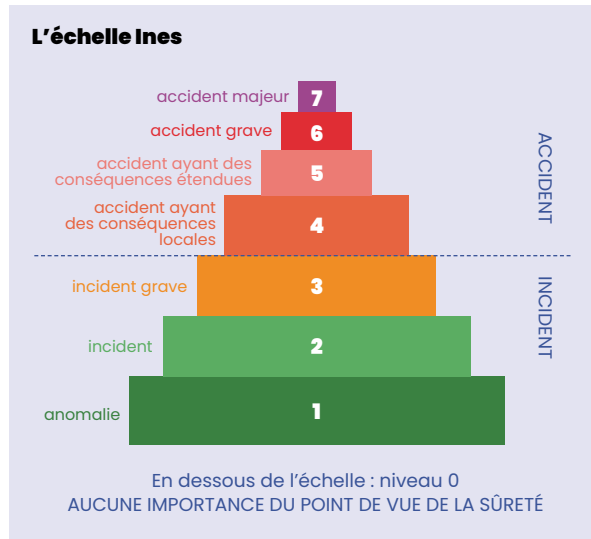 L'échelle Ines
accident majeur
7
accident grave
6
accident ayant des
conséquences étendues
5
accident ayant
des conséquences
locales
4
ACCIDENT
incident grave
3
incident
2
INCIDENT
anomalie
1
En dessous de l'échelle : niveau 0
AUCUNE IMPORTANCE DU POINT DE VUE DE LA SÛRETÉ